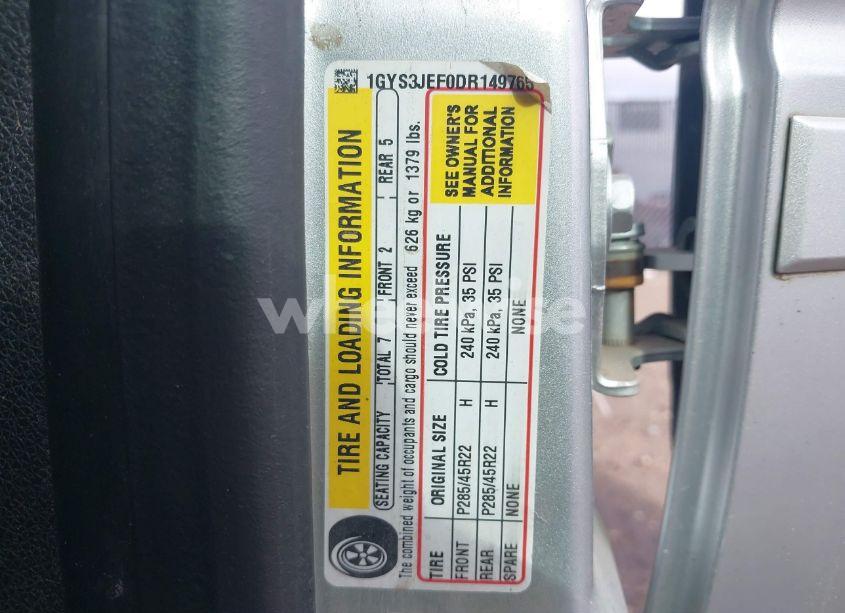 1GYS3JEF0DR149765
TIRE AND LOADING INFORMATION
SEATING CAPACITY TOTAL 7 FRONT 2 REAR 5
The combined weight of occupants and cargo should never exceed 626 kg or 1379 lbs.
TIRE ORIGINAL SIZE COLD TIRE PRESSURE
FRONT P285/45R22 H 240 kPa, 35 PSI
REAR P285/45R22 H 240 kPa, 35 PSI
SPARE NONE NONE
SEE OWNER'S
MANUAL FOR
ADDITIONAL
INFORMATION